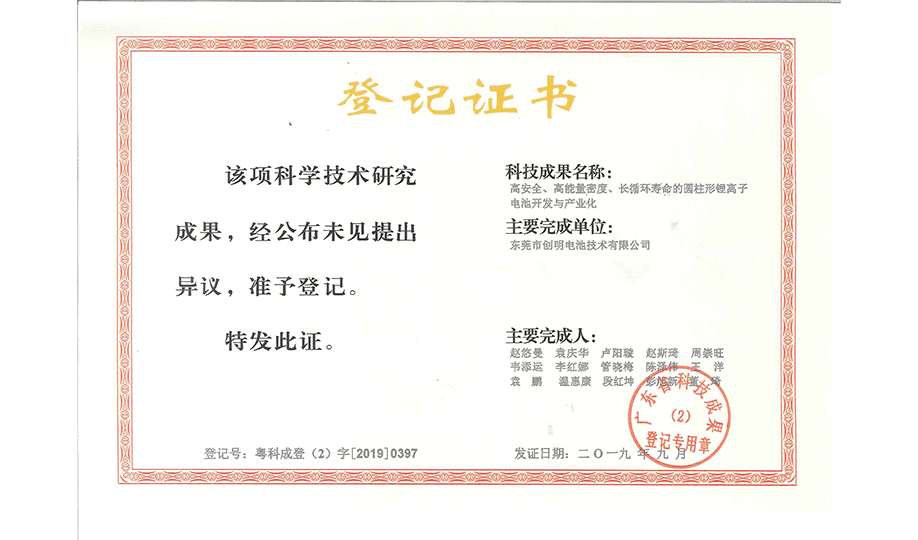 登记证书
该项科学技术研究
成果，经公布未见提出
异议，准予登记。
特发此证。
登记号：粤科成登（2）字[2019]0397
科技成果名称：
高安全、高能量密度、长循环寿命的圆柱形锂离子
电池开发与产业化
主要完成单位：
东莞市创明电池技术有限公司
主要完成人：
赵悠曼 袁庆华 卢阳璇 赵斯琦 周崇旺
韦添运 李红娜 管晓梅 陈泽伟 王 洋
袁 鹏 温惠康 段红坤 彭旭新 董 琦
发证日期：二〇一九 年 九 月
广东省科技成果
（2）
登记专用章